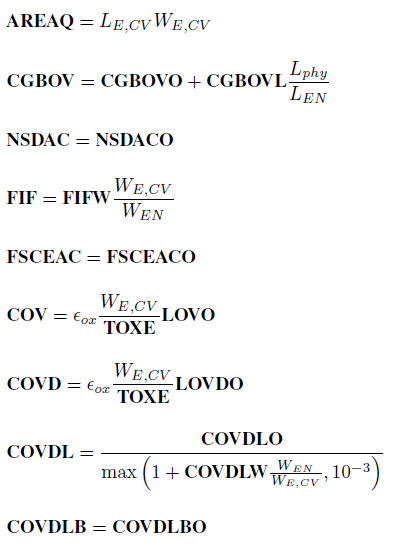 AREAQ = L_{E,CV} W_{E,CV}
CGBOV = CGBOVO + CGBOVL \frac{L_{phy}}{L_{EN}}
NSDAC = NSDACO
FIF = FIFW \frac{W_{E,CV}}{W_{EN}}
FSCEAC = FSCEACO
COV = \epsilon_{ox} \frac{W_{E,CV}}{TOXE} LOVO
COVD = \epsilon_{ox} \frac{W_{E,CV}}{TOXE} LOVDO
COVDL = \frac{COVDLO}{\max \left( 1 + COVDLW \frac{W_{EN}}{W_{E,CV}}, 10^{-3} \right)}
COVDLB = COVDLBO